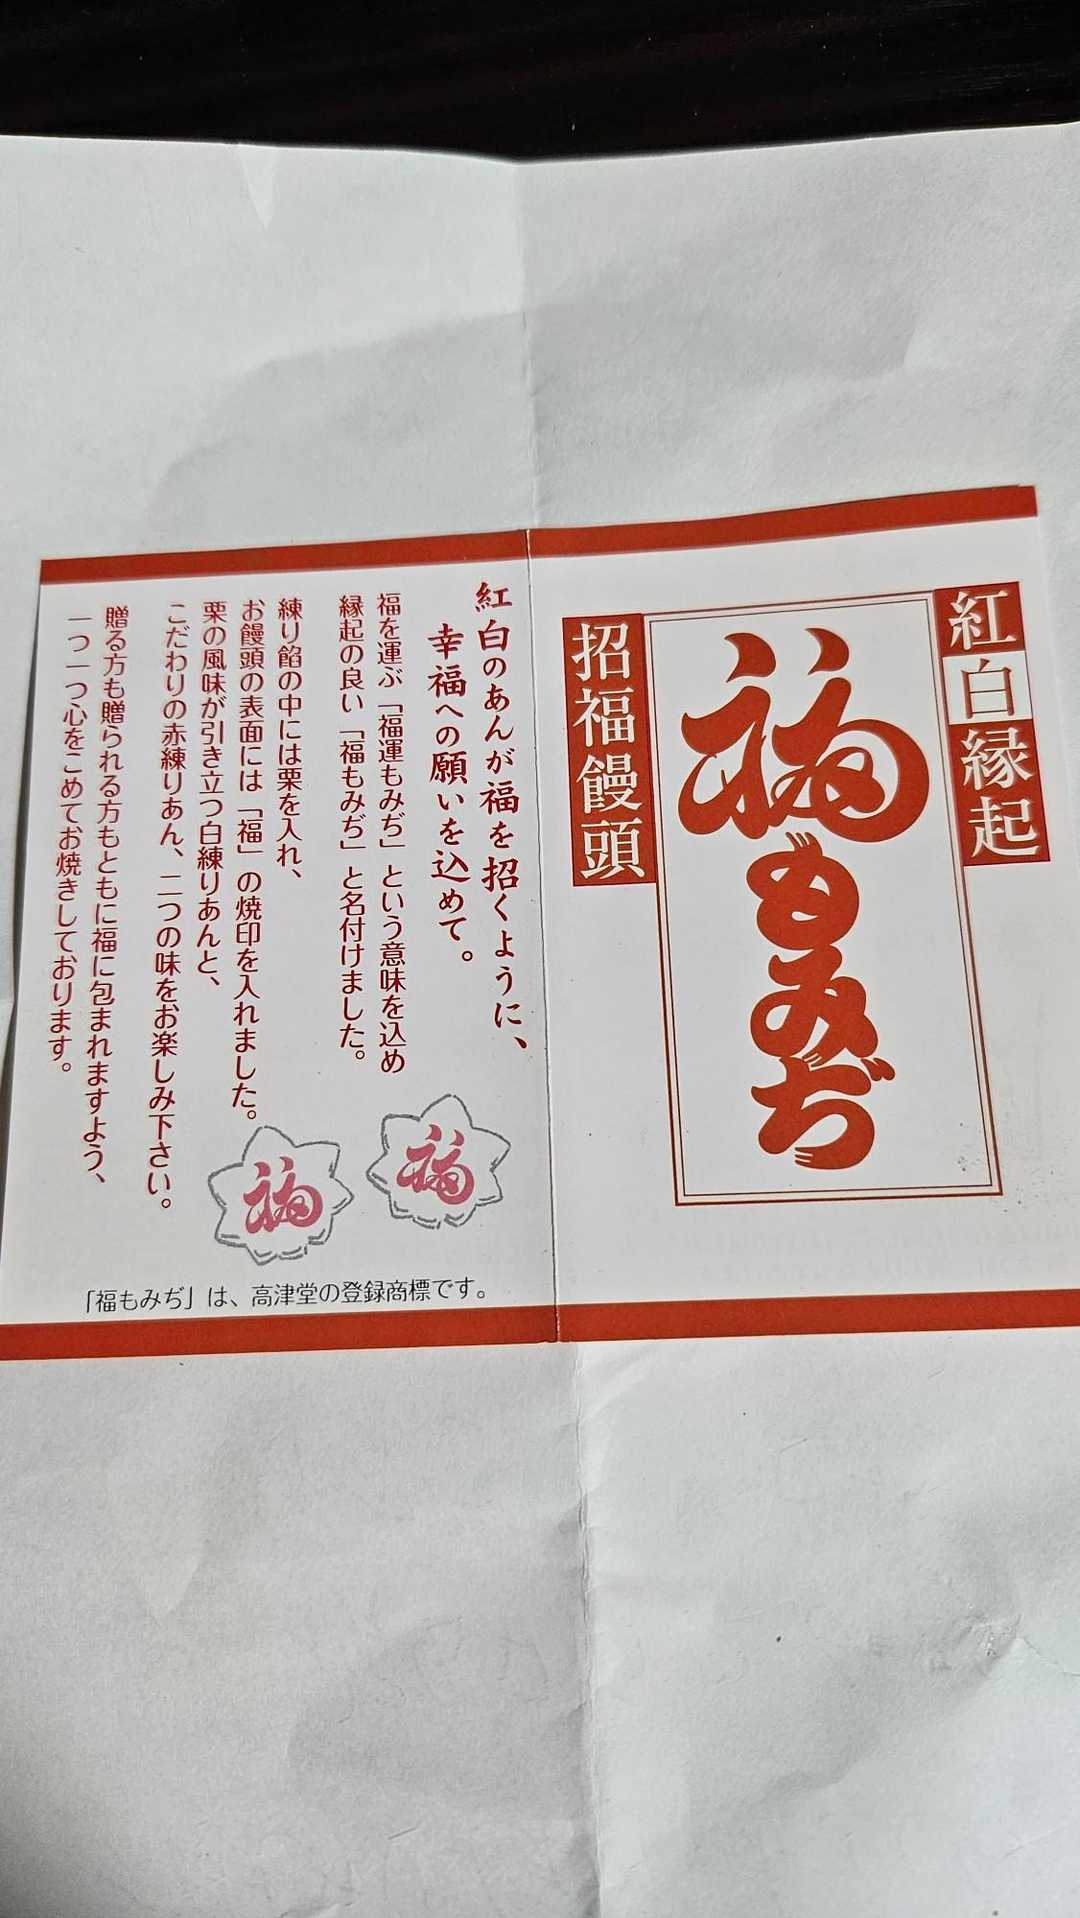 紅白縁起
福もみぢ
招福饅頭
紅白のあんが福を招くように、
幸福への願いを込めて。
福を運ぶ「福運もみぢ」という意味を込め
縁起の良い「福もみぢ」と名付けました。
練り餡の中には栗を入れ、
お饅頭の表面には「福」の焼印を入れました。
栗の風味が引き立つ白練りあんと、
こだわりの赤練りあん、二つの味をお楽しみ下さい。
贈る方も贈られる方もともに福に包まれますよう、
一つ一つ心をこめてお焼きしております。
福
福
「福もみぢ」は、高津堂の登録商標です。